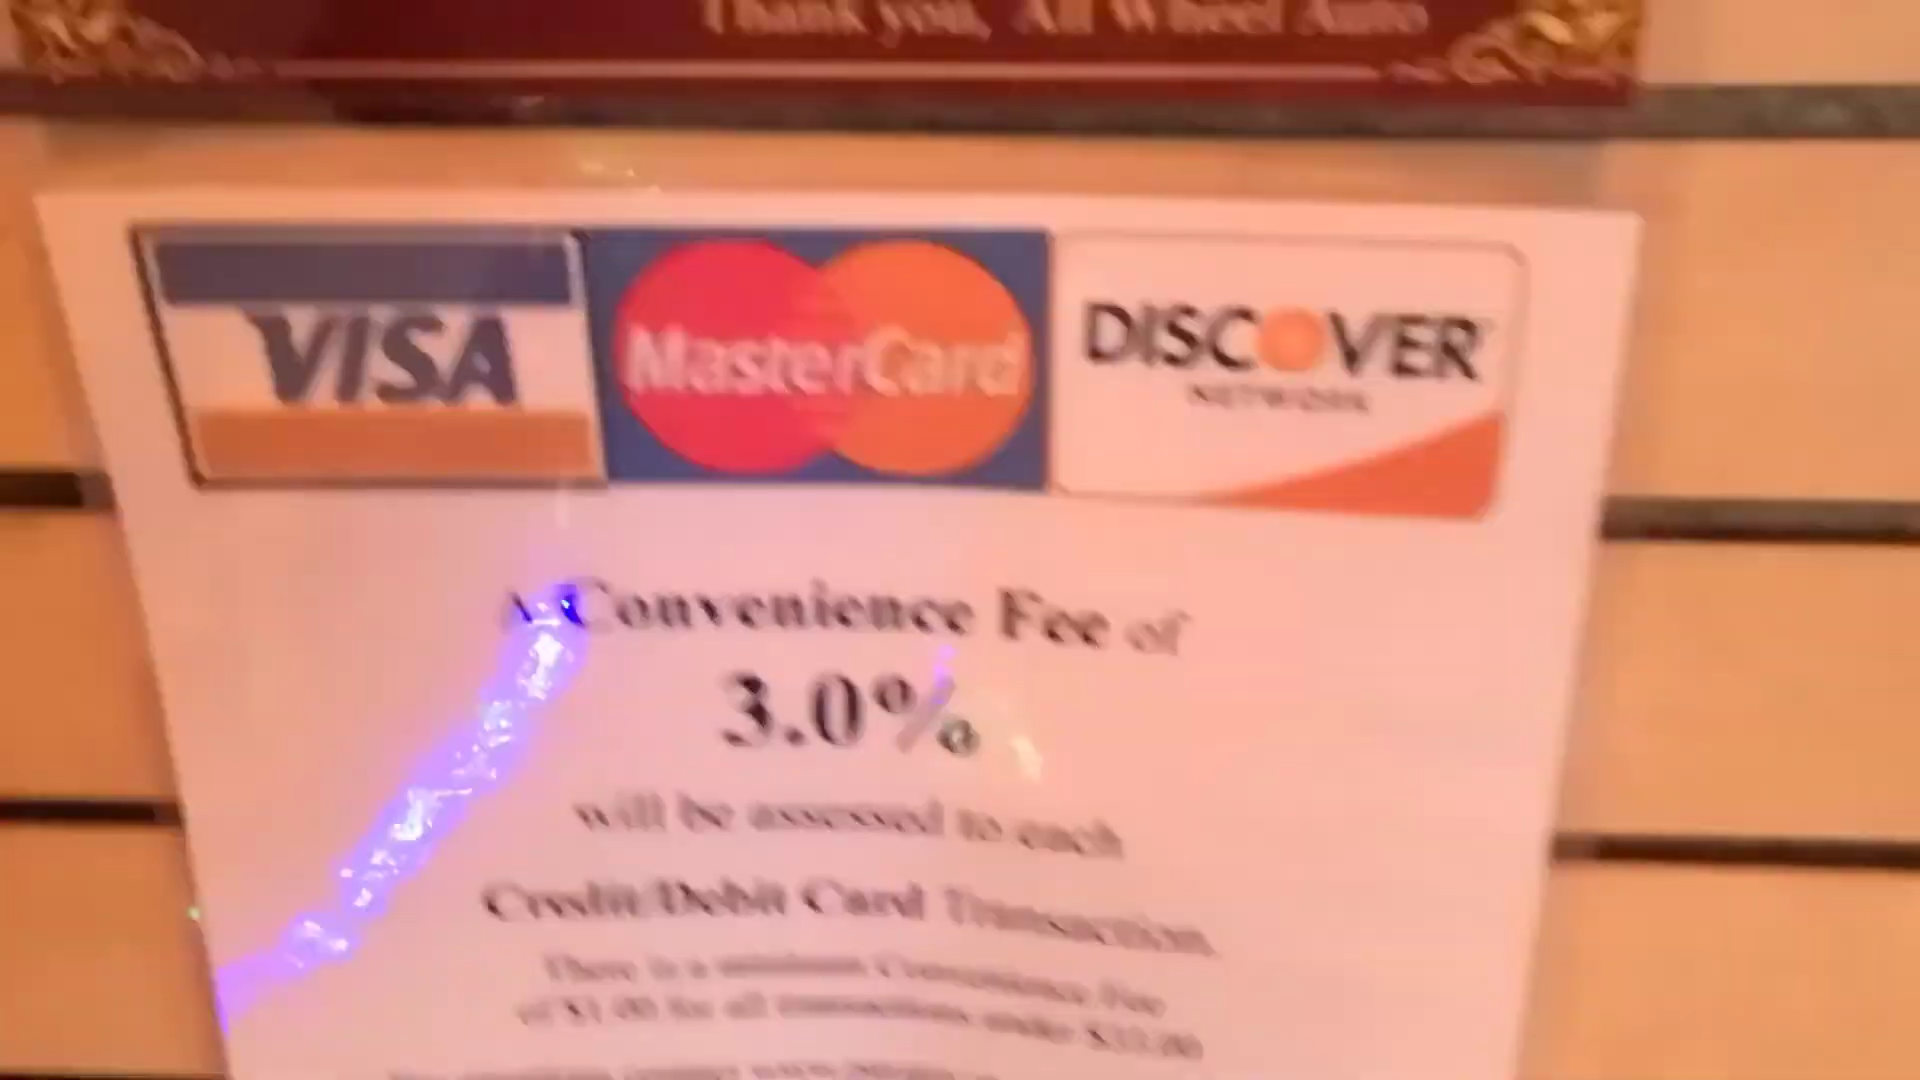 Thank you, All Wheel Auto
VISA MasterCard DISCOVER
NETWORK
A Convenience Fee of
3.0%
will be assessed to each
Credit/Debit Card Transaction.
There is a minimum Convenience Fee
of $1.00 for all transactions under $33.00